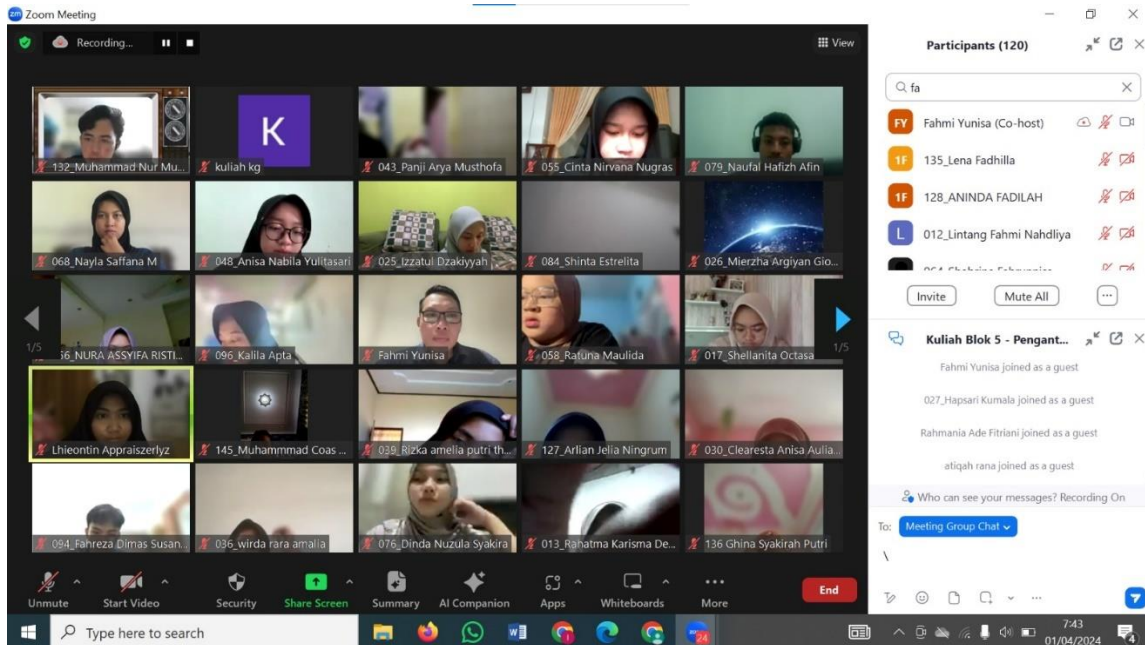 Zoom Meeting
Recording...
View
132_Muhammad Nur Mu...
K
kuliah kg
043_Panji Arya Musthofa
055_Cinta Nirvana Nugras
079_Naufal Hafizh Afin
068_Nayla Saffana M
048_Anisa Nabila Yulitasari
025_Izzatul Dzakiyyah
084_Shinta Estrelita
026_Mierzha Argiyan Gio...
1/5
56_NURA ASSYIFA RISTI...
096_Kalila Apta
Fahmi Yunisa
058_Ratuna Maulida
017_Shellanita Octasa
1/5
Lhieontin Appraiszerlyz
145_Muhammmad Coas ...
039_Rizka amelia putri th...
127_Arlian Jelia Ningrum
030_Clearesta Anisa Aulia...
094_Fahreza Dimas Susan...
036_wirda rara amalia
076_Dinda Nuzula Syakira
013_Rahatma Karisma De...
136 Ghina Syakirah Putri
Unmute
Start Video
Security
Share Screen
Summary
AI Companion
Apps
Whiteboards
More
End
Participants (120)
fa
FY Fahmi Yunisa (Co-host)
1F 135_Lena Fadhilla
1F 128_ANINDA FADILAH
L 012_Lintang Fahmi Nahdliya
Invite
Mute All
Kuliah Blok 5 - Pengant...
Fahmi Yunisa joined as a guest
027_Hapsari Kumala joined as a guest
Rahmania Ade Fitriani joined as a guest
atiqah rana joined as a guest
Who can see your messages? Recording On
To: Meeting Group Chat
\
Type here to search
24
7:43
01/04/2024
4